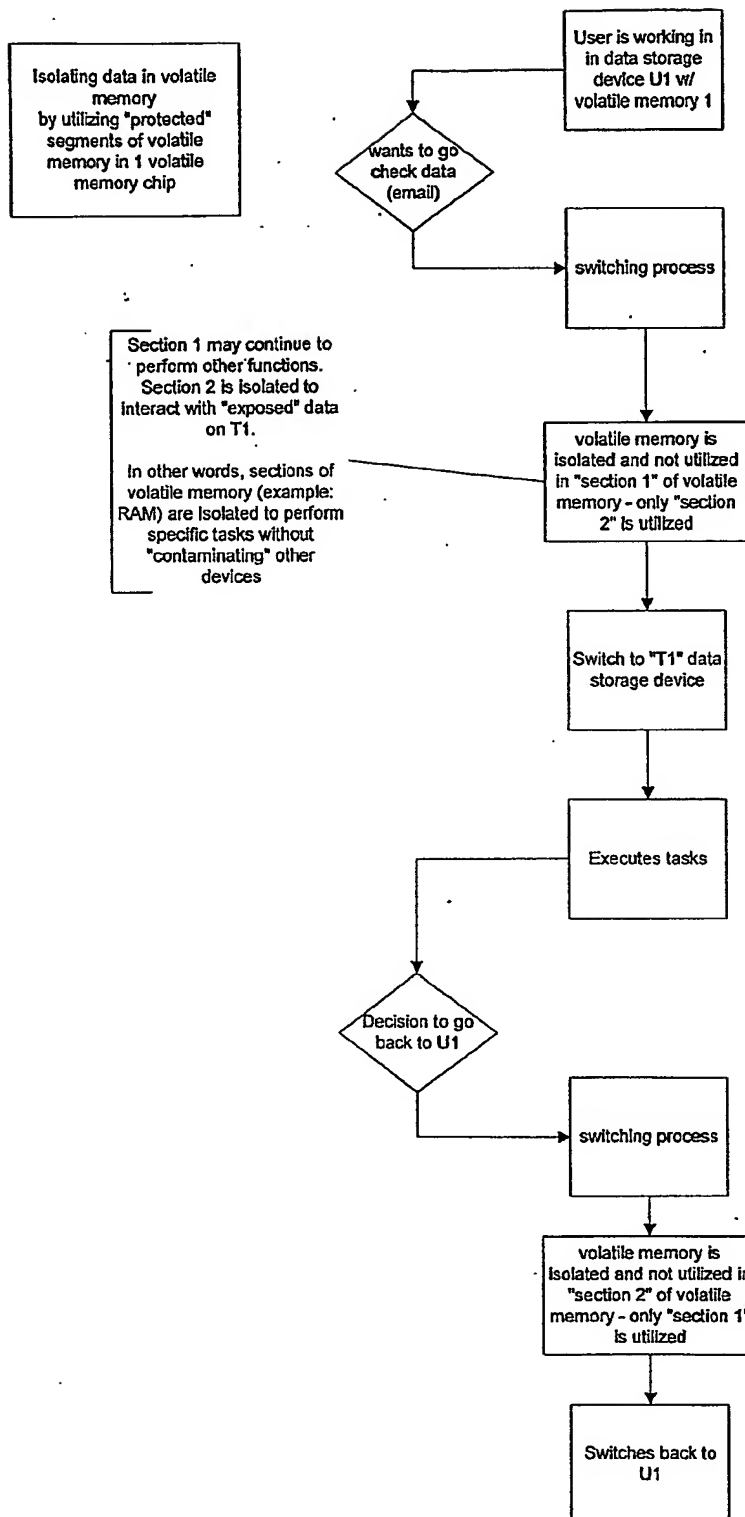 Isolating data in volatile
memory
by utilizing "protected"
segments of volatile
memory in 1 volatile
memory chip
User is working in
in data storage
device U1 w/
volatile memory 1
wants to go
check data
(email)
switching process
Section 1 may continue to
perform other functions.
Section 2 is isolated to
interact with "exposed" data
on T1.
In other words, sections of
volatile memory (example:
RAM) are isolated to perform
specific tasks without
"contaminating" other
devices
volatile memory is
isolated and not utilized
in "section 1" of volatile
memory - only "section
2" is utilized
Switch to "T1" data
storage device
Executes tasks
Decision to go
back to U1
switching process
volatile memory is
isolated and not utilized in
"section 2" of volatile
memory - only "section 1"
is utilized
Switches back to
U1